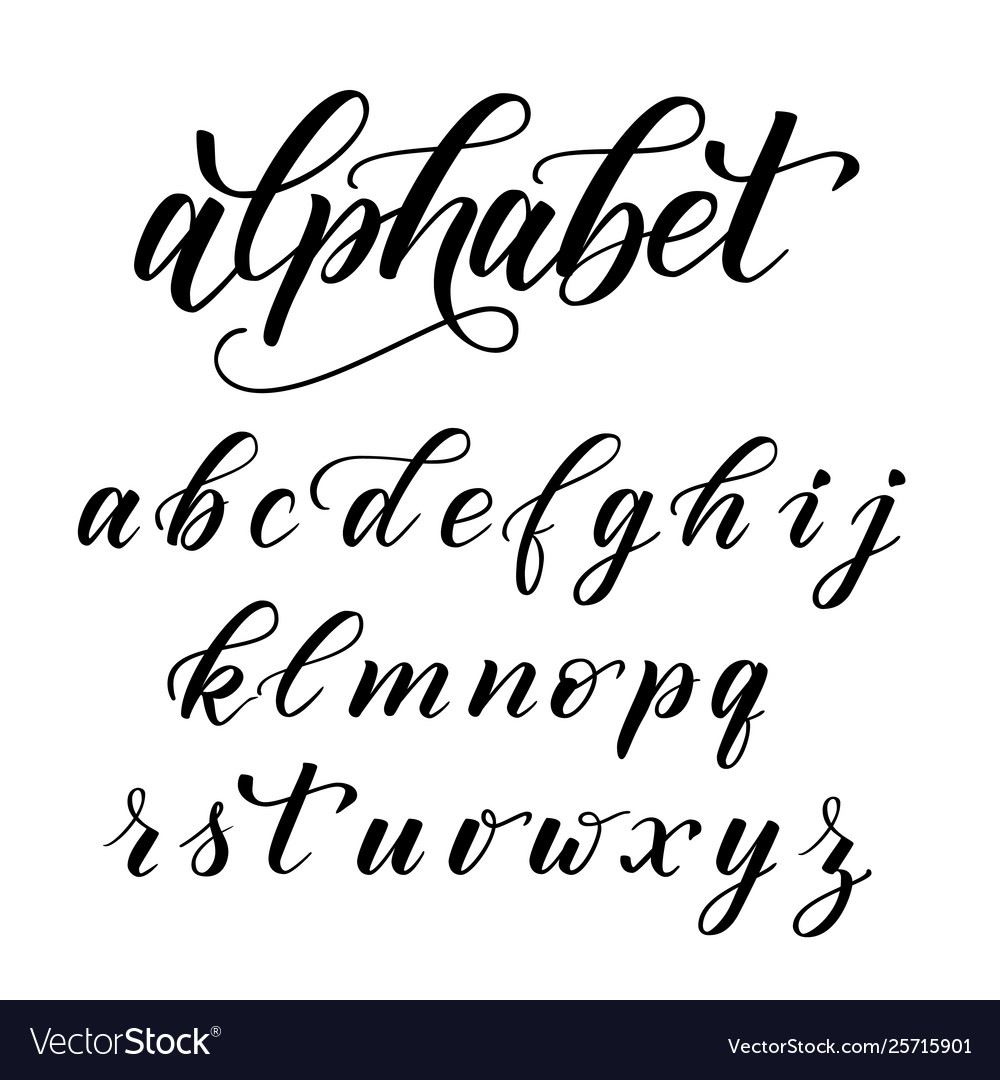 alphabet
a b c d e f g h i j
k l m n o p q
r s t u v w x y z
VectorStock®
VectorStock.com/25715901